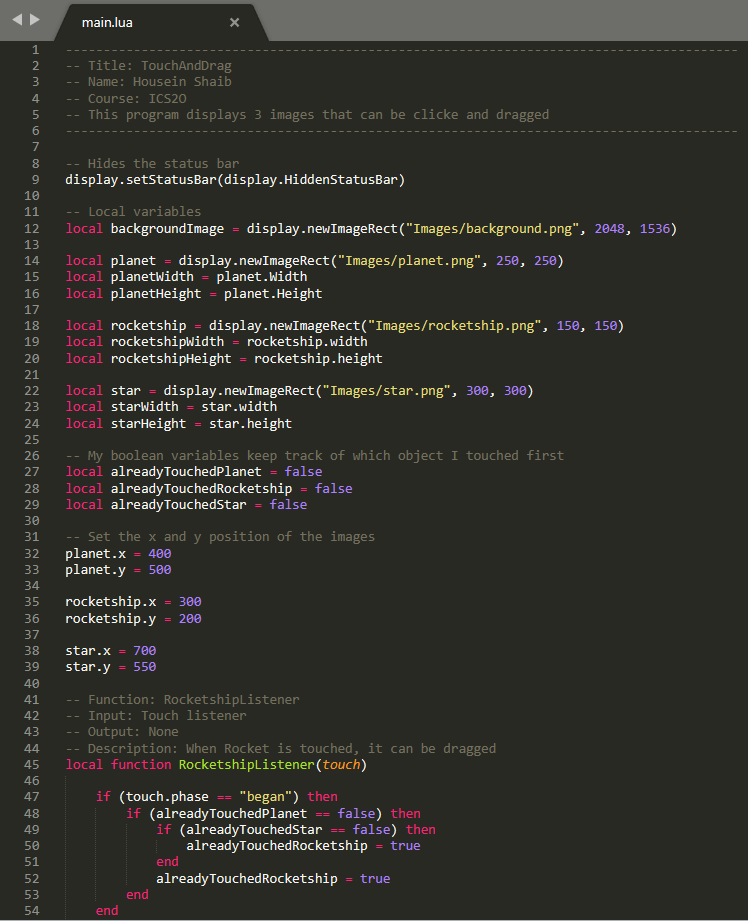 main.lua
1 -----------------------------------------------------------------------------------------
2 -- Title: TouchAndDrag
3 -- Name: Housein Shaib
4 -- Course: ICS2O
5 -- This program displays 3 images that can be clicke and dragged
6 -----------------------------------------------------------------------------------------
7
8 -- Hides the status bar
9 display.setStatusBar(display.HiddenStatusBar)
10
11 -- Local variables
12 local backgroundImage = display.newImageRect("Images/background.png", 2048, 1536)
13
14 local planet = display.newImageRect("Images/planet.png", 250, 250)
15 local planetWidth = planet.Width
16 local planetHeight = planet.Height
17
18 local rocketship = display.newImageRect("Images/rocketship.png", 150, 150)
19 local rocketshipWidth = rocketship.width
20 local rocketshipHeight = rocketship.height
21
22 local star = display.newImageRect("Images/star.png", 300, 300)
23 local starWidth = star.width
24 local starHeight = star.height
25
26 -- My boolean variables keep track of which object I touched first
27 local alreadyTouchedPlanet = false
28 local alreadyTouchedRocketship = false
29 local alreadyTouchedStar = false
30
31 -- Set the x and y position of the images
32 planet.x = 400
33 planet.y = 500
34
35 rocketship.x = 300
36 rocketship.y = 200
37
38 star.x = 700
39 star.y = 550
40
41 -- Function: RocketshipListener
42 -- Input: Touch listener
43 -- Output: None
44 -- Description: When Rocket is touched, it can be dragged
45 local function RocketshipListener(touch)
46
47     if (touch.phase == "began") then
48         if (alreadyTouchedPlanet == false) then
49             if (alreadyTouchedStar == false) then
50                 alreadyTouchedRocketship = true
51             end
52             alreadyTouchedRocketship = true
53         end
54     end